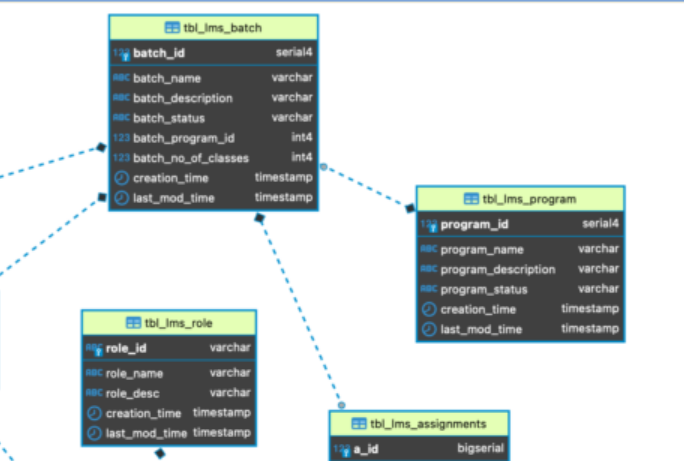 tbl_lms_batch
123 batch_id serial4
ABC batch_name varchar
ABC batch_description varchar
ABC batch_status varchar
123 batch_program_id int4
123 batch_no_of_classes int4
creation_time timestamp
last_mod_time timestamp
tbl_lms_program
123 program_id serial4
ABC program_name varchar
ABC program_description varchar
ABC program_status varchar
creation_time timestamp
last_mod_time timestamp
tbl_lms_role
ABC role_id varchar
ABC role_name varchar
ABC role_desc varchar
creation_time timestamp
last_mod_time timestamp
tbl_lms_assignments
123 a_id bigserial